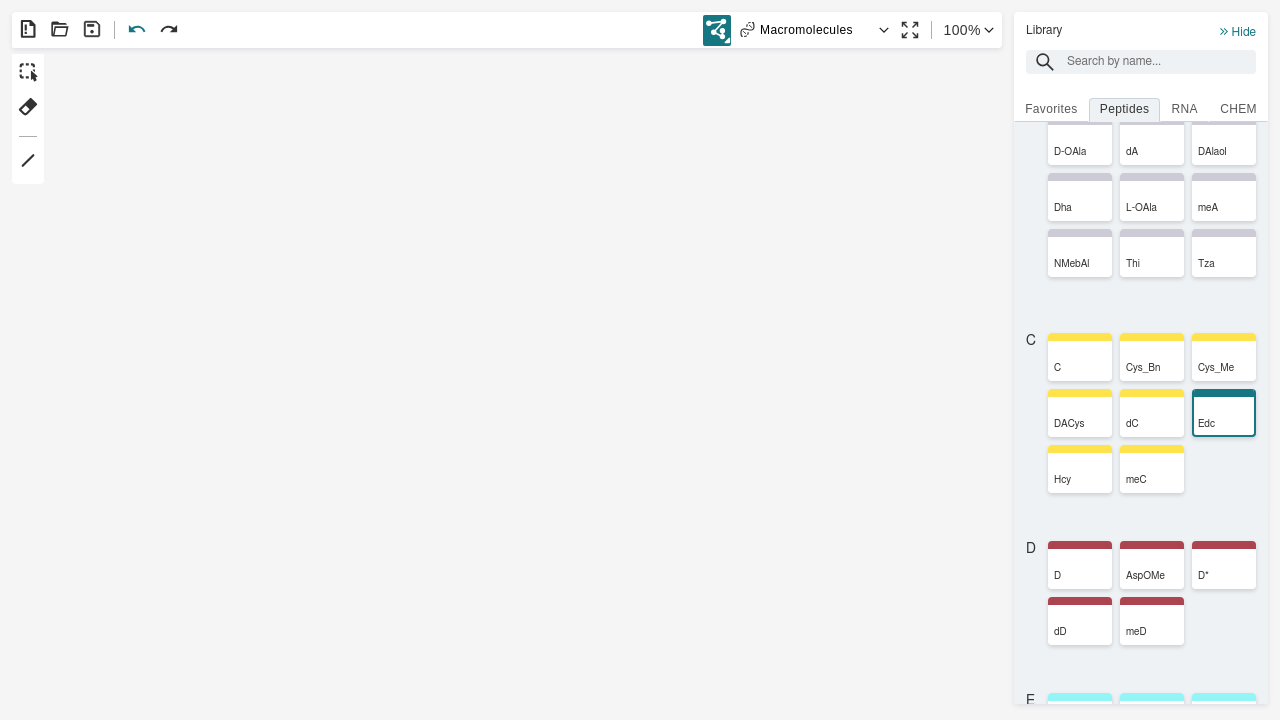 Macromolecules
100%
Library
Hide
Search by name...
Favorites
Peptides
RNA
CHEM
D-OAla
dA
DAlaol
Dha
L-OAla
meA
NMebAl
Thi
Tza
C
C
Cys_Bn
Cys_Me
DACys
dC
Edc
Hcy
meC
D
D
AspOMe
D*
dD
meD
E